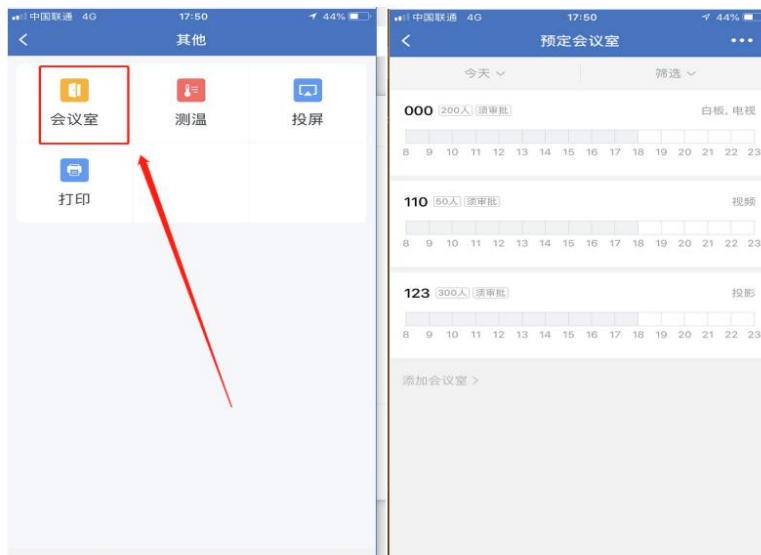 中国联通 4G 17:50 44%
其他
会议室 测温 投屏
打印
中国联通 4G 17:50 44%
预定会议室
今天 筛选
000 200人 须审批 白板, 电视
8 9 10 11 12 13 14 15 16 17 18 19 20 21 22 23
110 50人 须审批 视频
8 9 10 11 12 13 14 15 16 17 18 19 20 21 22 23
123 300人 须审批 投影
8 9 10 11 12 13 14 15 16 17 18 19 20 21 22 23
添加会议室 >